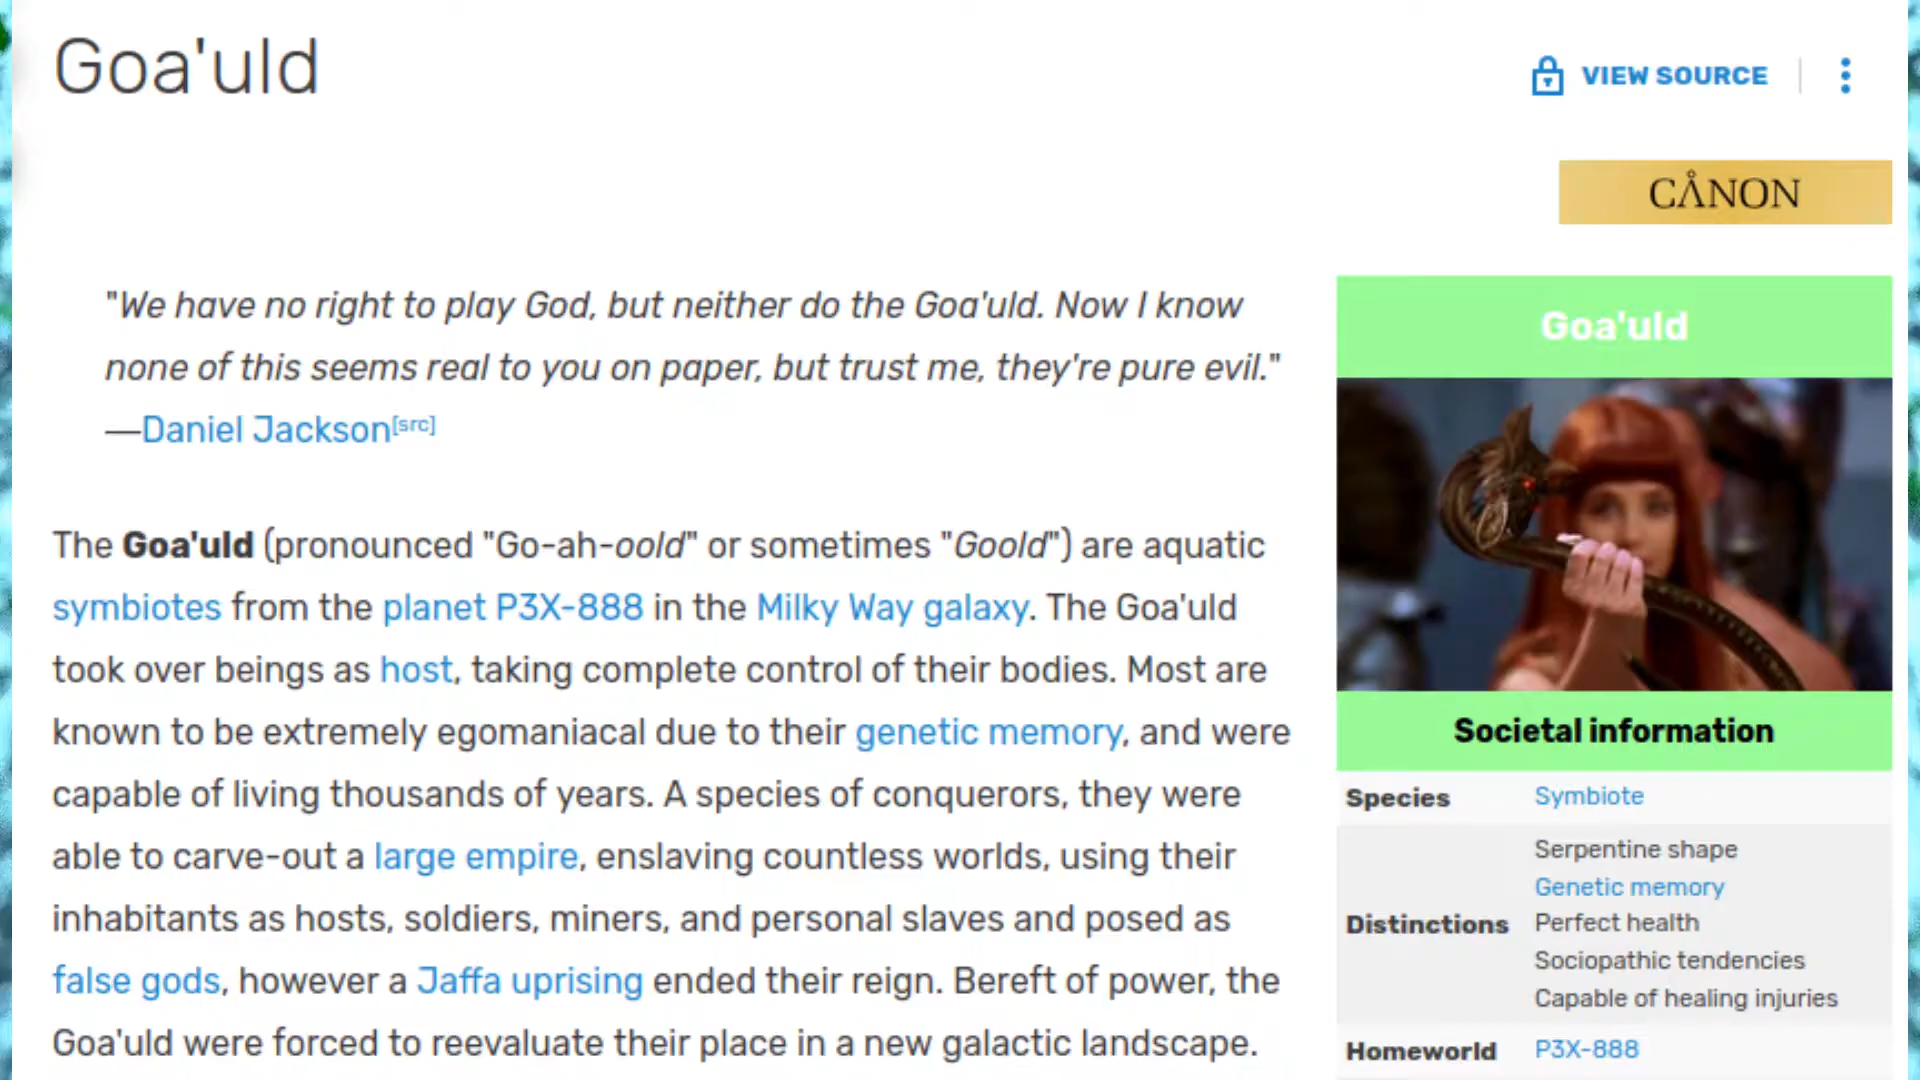 Goa'uld
VIEW SOURCE
CÅNON
"We have no right to play God, but neither do the Goa'uld. Now I know
none of this seems real to you on paper, but trust me, they're pure evil."
—Daniel Jackson[src]
The Goa'uld (pronounced "Go-ah-oold" or sometimes "Goold") are aquatic
symbiotes from the planet P3X-888 in the Milky Way galaxy. The Goa'uld
took over beings as host, taking complete control of their bodies. Most are
known to be extremely egomaniacal due to their genetic memory, and were
capable of living thousands of years. A species of conquerors, they were
able to carve-out a large empire, enslaving countless worlds, using their
inhabitants as hosts, soldiers, miners, and personal slaves and posed as
false gods, however a Jaffa uprising ended their reign. Bereft of power, the
Goa'uld were forced to reevaluate their place in a new galactic landscape.
Goa'uld
Societal information
Species Symbiote
Distinctions Serpentine shape
Genetic memory
Perfect health
Sociopathic tendencies
Capable of healing injuries
Homeworld P3X-888